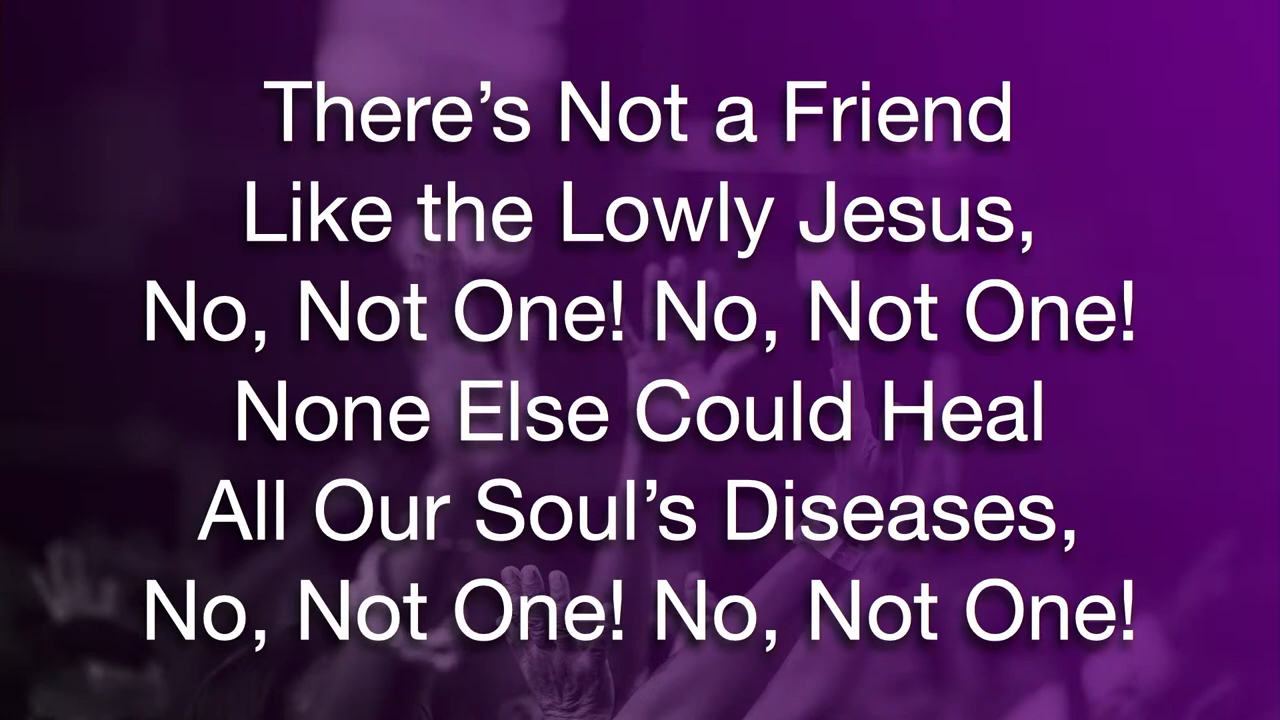 There’s Not a Friend
Like the Lowly Jesus,
No, Not One! No, Not One!
None Else Could Heal
All Our Soul’s Diseases,
No, Not One! No, Not One!